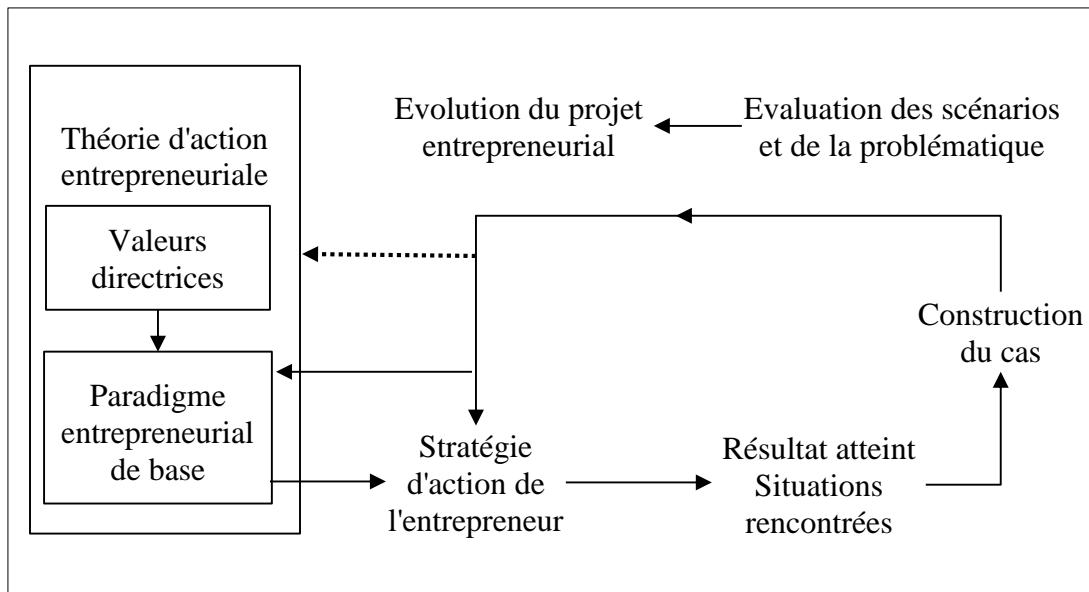 Théorie d'action
entrepreneuriale
Valeurs
directrices
Paradigme
entrepreneurial
de base
Evolution du projet
entrepreneurial
Evaluation des scénarios
et de la problématique
Construction
du cas
Stratégie
d'action de
l'entrepreneur
Résultat atteint
Situations
rencontrées